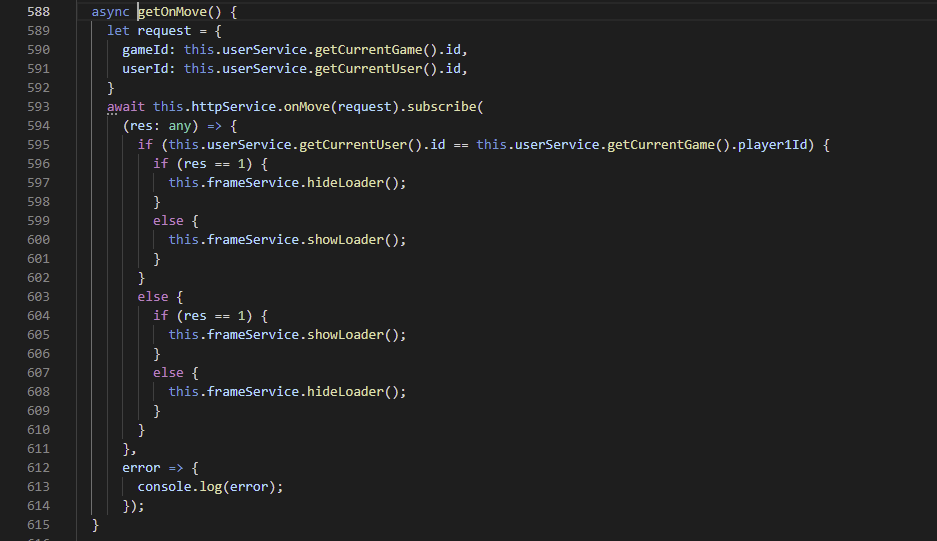 588 async getOnMove() {
589 let request = {
590 gameId: this.userService.getCurrentGame().id,
591 userId: this.userService.getCurrentUser().id,
592 }
593 await this.httpService.onMove(request).subscribe(
594 (res: any) => {
595 if (this.userService.getCurrentUser().id == this.userService.getCurrentGame().player1Id) {
596 if (res == 1) {
597 this.frameService.hideLoader();
598 }
599 else {
600 this.frameService.showLoader();
601 }
602 }
603 else {
604 if (res == 1) {
605 this.frameService.showLoader();
606 }
607 else {
608 this.frameService.hideLoader();
609 }
610 }
611 },
612 error => {
613 console.log(error);
614 });
615 }